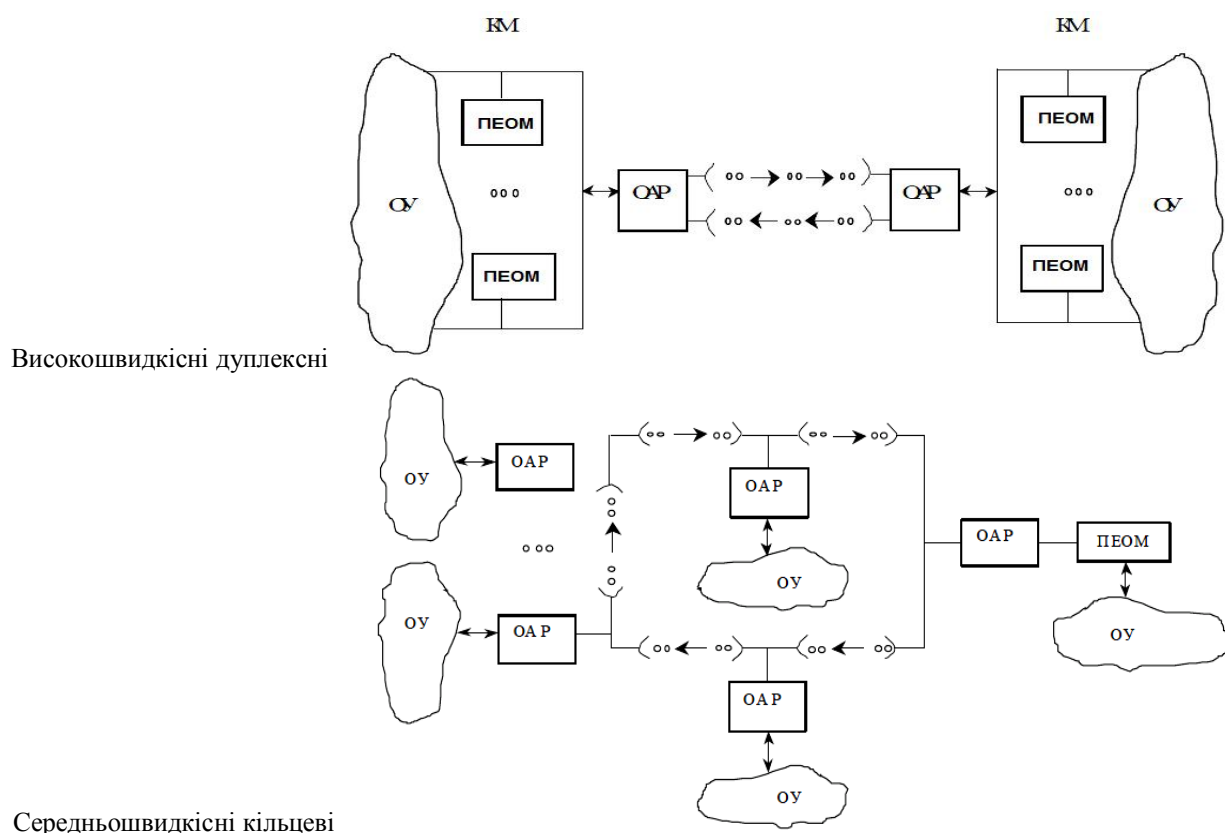 КМ КМ
ПЕОМ ПЕОМ
ОУ ОАР ОАР ОУ
ПЕОМ ПЕОМ
Високошвидкісні дуплексні
ОУ ОАР
ОАР
ОАР ПЕОМ
ОУ
ОУ ОАР ОУ
ОАР
ОУ
Середньошвидкісні кільцеві